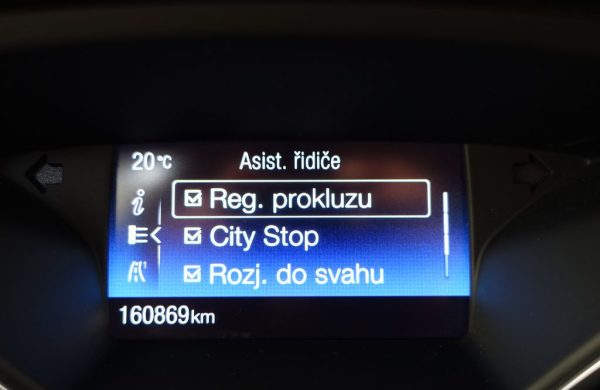 20°C Asist. řidiče
Reg. prokluzu
City Stop
Rozj. do svahu
160869km